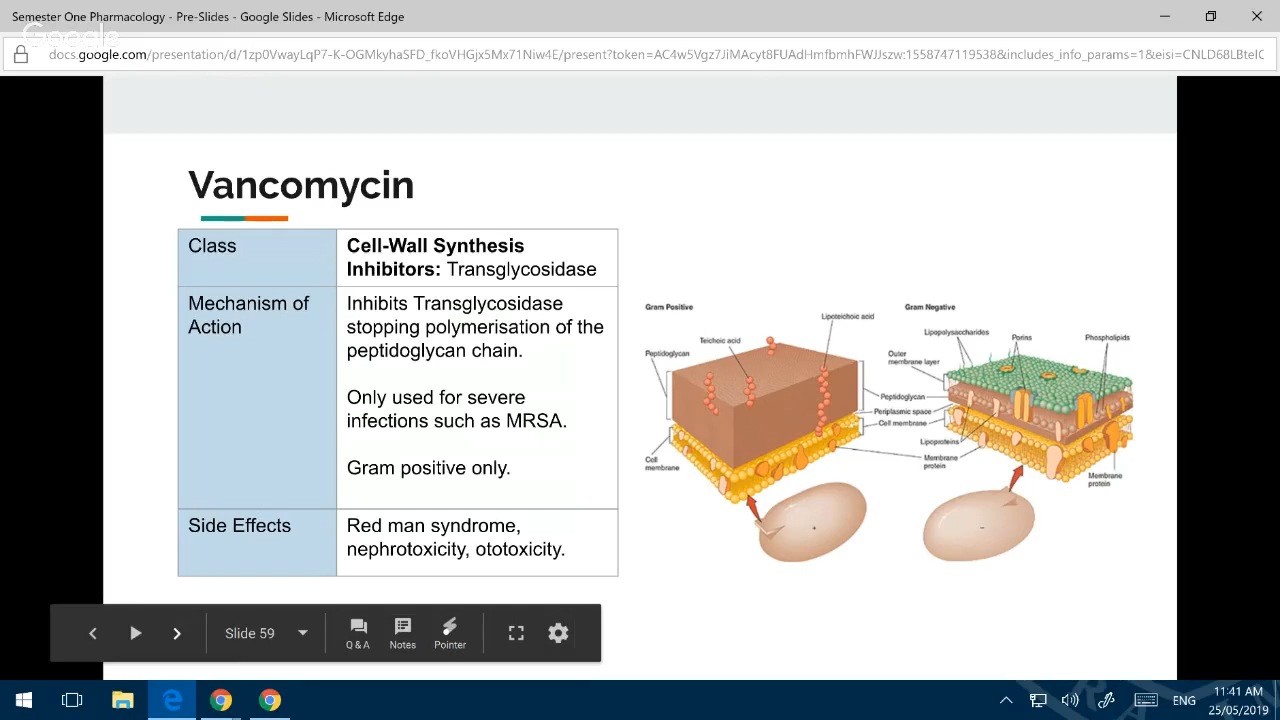 Semester One Pharmacology - Pre-Slides - Microsoft Edge
Google
docs.google.com/presentation/d/1zp0VwayLqP7-K-OGMkyhaSFD_fkoVHGjx5Mx71Niw4E/present?token=AC4w5Vgz7JiMAcyt8FUAdHmfbmhFWJJszw:1558747119538&includes_info_params=1&eisi=CNLD68LBteIC
Vancomycin
Class
Cell-Wall Synthesis
Inhibitors: Transglycosidase
Mechanism of
Action
Inhibits Transglycosidase
stopping polymerisation of the
peptidoglycan chain.
Only used for severe
infections such as MRSA.
Gram positive only.
Side Effects
Red man syndrome,
nephrotoxicity, ototoxicity.
Gram Positive
Lipoteichoic acid
Teichoic acid
Peptidoglycan
Cell
membrane
Gram Negative
Lipopolysaccharides
Porins
Phospholipids
Outer
membrane layer
Peptidoglycan
Periplasmic space
Cell membrane
Lipoproteins
Membrane
protein
Membrane
protein
+
-
Slide 59
Q & A
Notes
Pointer
ENG
11:41 AM
25/05/2019